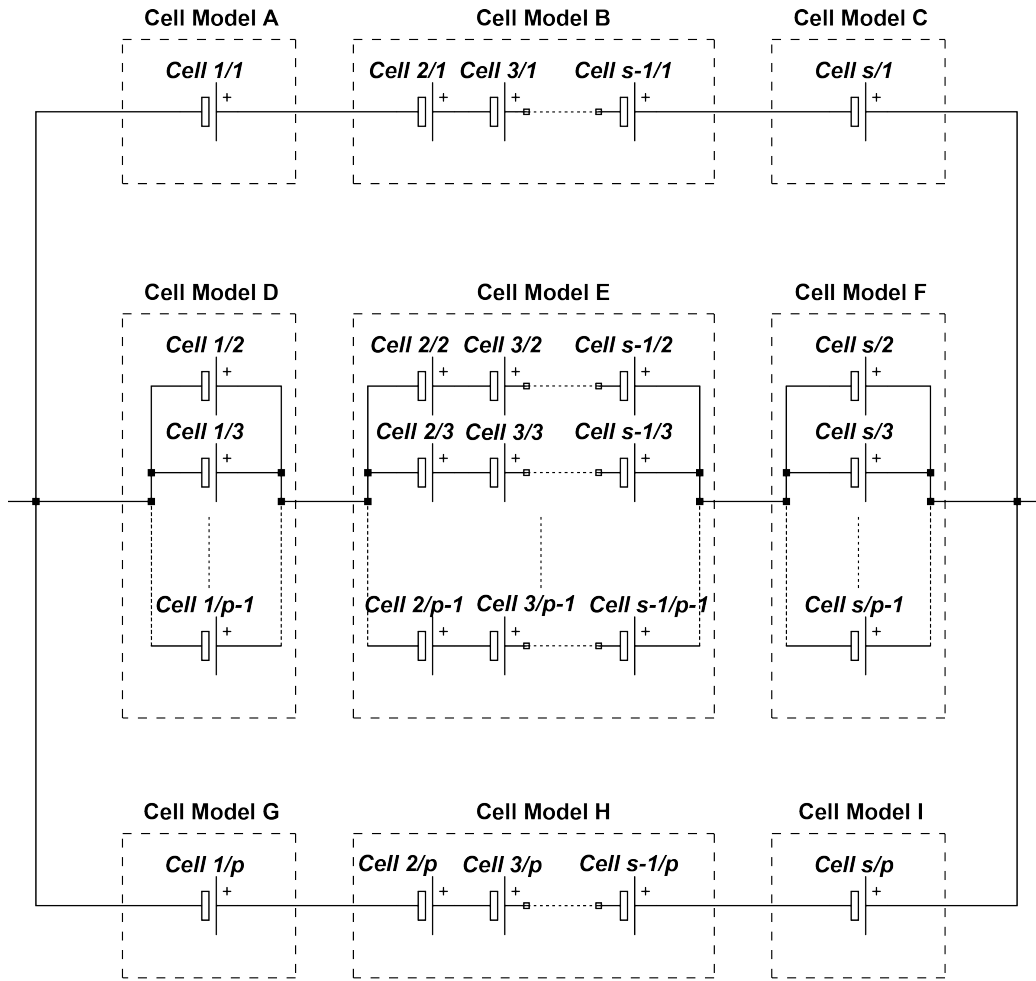 Cell Model A Cell Model B Cell Model C
Cell 1/1 Cell 2/1 Cell 3/1 Cell s-1/1 Cell s/1
+ + + + +
Cell Model D Cell Model E Cell Model F
Cell 1/2 Cell 2/2 Cell 3/2 Cell s-1/2 Cell s/2
+ + + + +
Cell 1/3 Cell 2/3 Cell 3/3 Cell s-1/3 Cell s/3
+ + + + +
Cell 1/p-1 Cell 2/p-1 Cell 3/p-1 Cell s-1/p-1 Cell s/p-1
+ + + + +
Cell Model G Cell Model H Cell Model I
Cell 1/p Cell 2/p Cell 3/p Cell s-1/p Cell s/p
+ + + + +